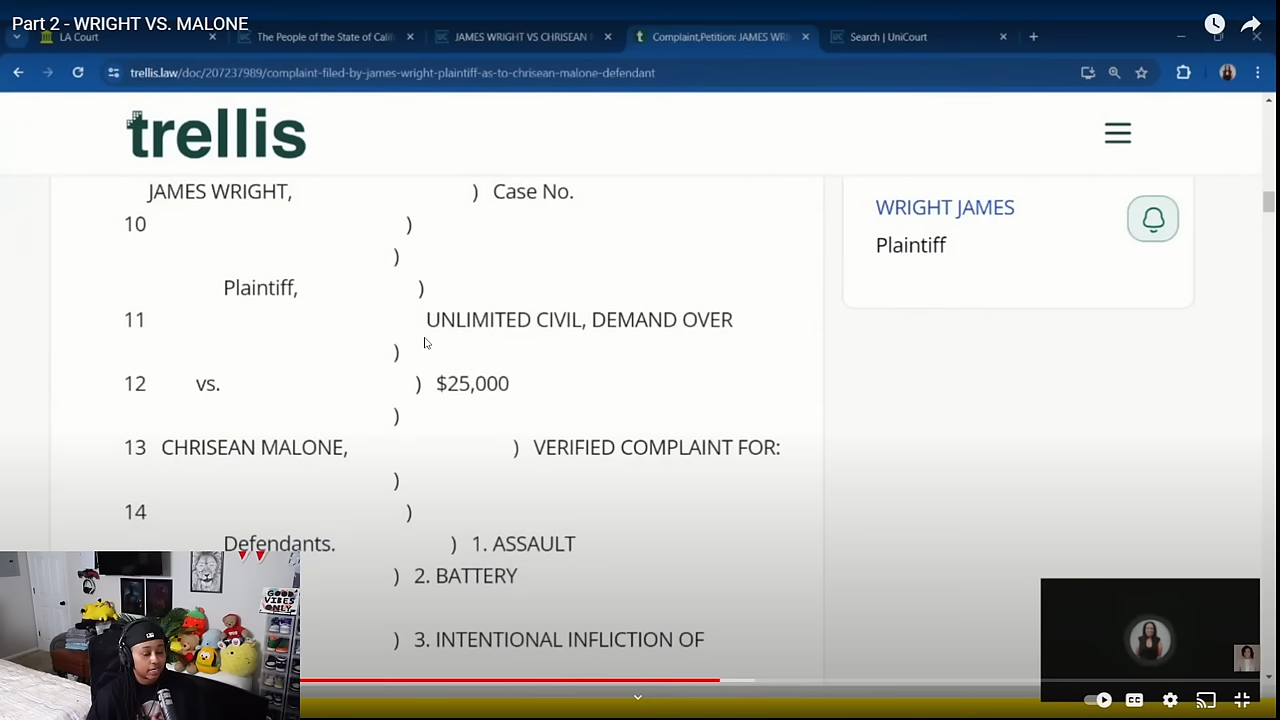 Part 2 - WRIGHT VS. MALONE
LA Court
The People of the State of Cali
JAMES WRIGHT VS CHRISEAN
Complaint,Petition: JAMES WRI
Search | UniCourt
trellis.law/doc/207237989/complaint-filed-by-james-wright-plaintiff-as-to-chrisean-malone-defendant
trellis
JAMES WRIGHT, ) Case No.
10 )
)
Plaintiff, )
11 UNLIMITED CIVIL, DEMAND OVER
)
12 vs. ) $25,000
)
13 CHRISEAN MALONE, ) VERIFIED COMPLAINT FOR:
)
14 )
Defendants. ) 1. ASSAULT
) 2. BATTERY
) 3. INTENTIONAL INFLICTION OF
WRIGHT JAMES
Plaintiff
GOOD
VIBES
ONLY
CC